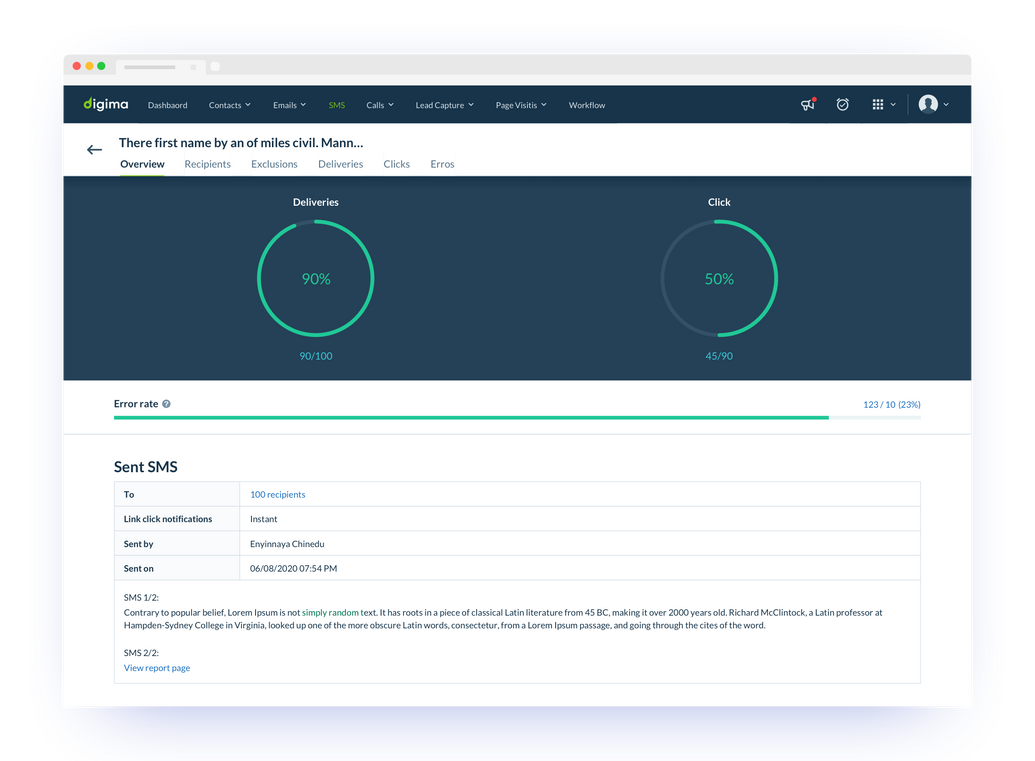 digima Dashbaord Contacts Emails SMS Calls Lead Capture Page Visitis Workflow
There first name by an of miles civil. Mann...
Overview Recipients Exclusions Deliveries Clicks Erros
Deliveries Click
90% 50%
90/100 45/90
Error rate ? 123 / 10 (23%)
Sent SMS
To 100 recipients
Link click notifications Instant
Sent by Enyinnaya Chinedu
Sent on 06/08/2020 07:54 PM
SMS 1/2:
Contrary to popular belief, Lorem Ipsum is not simply random text. It has roots in a piece of classical Latin literature from 45 BC, making it over 2000 years old. Richard McClintock, a Latin professor at
Hampden-Sydney College in Virginia, looked up one of the more obscure Latin words, consectetur, from a Lorem Ipsum passage, and going through the cites of the word.
SMS 2/2:
View report page